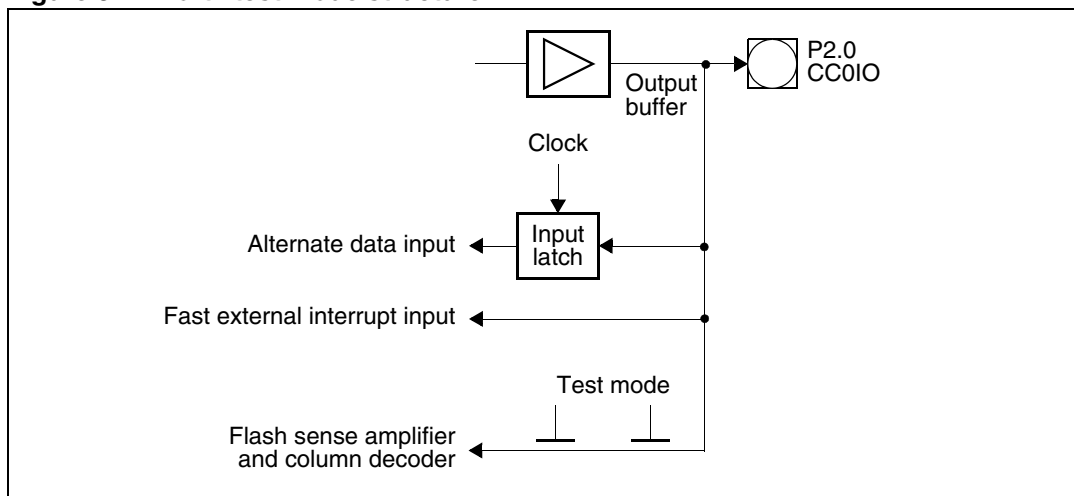 P2.0
CC0IO
Output
buffer
Clock
Input
latch
Alternate data input
Fast external interrupt input
Test mode
Flash sense amplifier
and column decoder